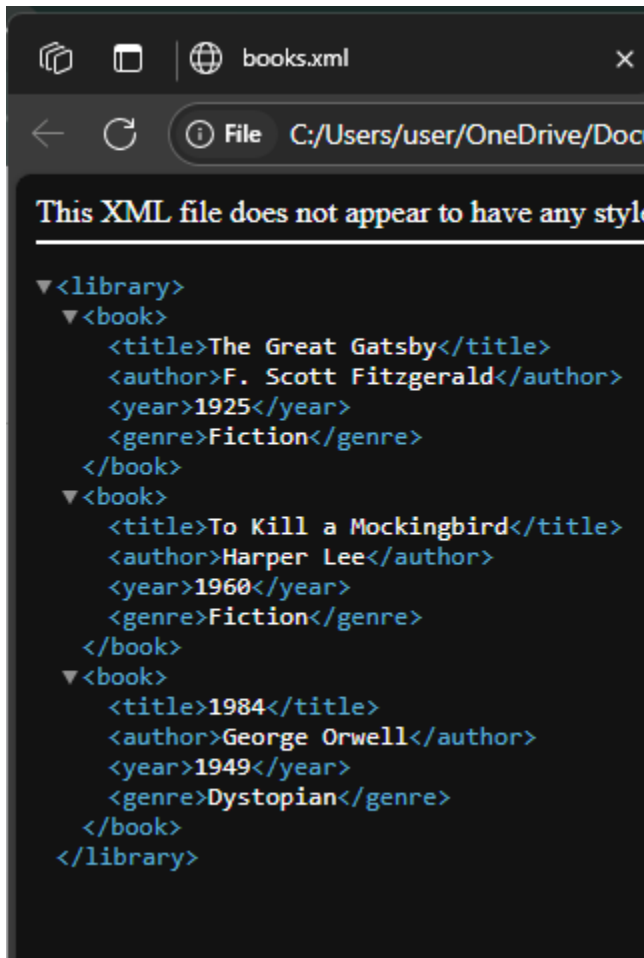 books.xml
File C:/Users/user/OneDrive/Doc
This XML file does not appear to have any
<library>
<book>
<title>The Great Gatsby</title>
<author>F. Scott Fitzgerald</author>
<year>1925</year>
<genre>Fiction</genre>
</book>
<book>
<title>To Kill a Mockingbird</title>
<author>Harper Lee</author>
<year>1960</year>
<genre>Fiction</genre>
</book>
<book>
<title>1984</title>
<author>George Orwell</author>
<year>1949</year>
<genre>Dystopian</genre>
</book>
</library>